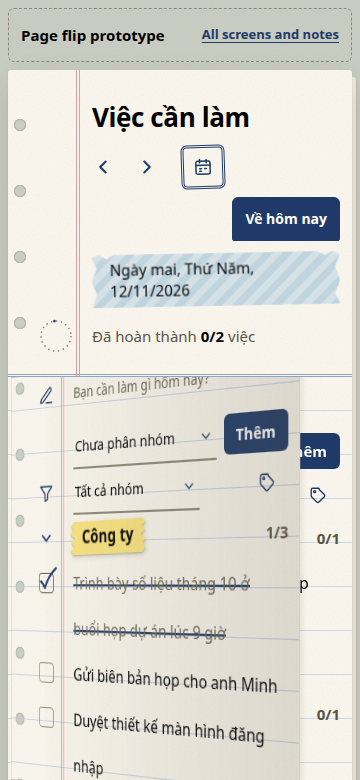 Page flip prototype
All screens and notes
Việc cần làm
Về hôm nay
Ngày mai, Thứ Năm,
12/11/2026
Đã hoàn thành 0/2 việc
Bạn cần làm gì hôm nay?
Chưa phân nhóm
Thêm
Tất cả nhóm
Công ty
1/3
0/1
Trình bày số liệu tháng 10 ở
buổi họp dự án lúc 9 giờ
Gửi biên bản họp cho anh Minh
Duyệt thiết kế màn hình đăng
0/1
nhập